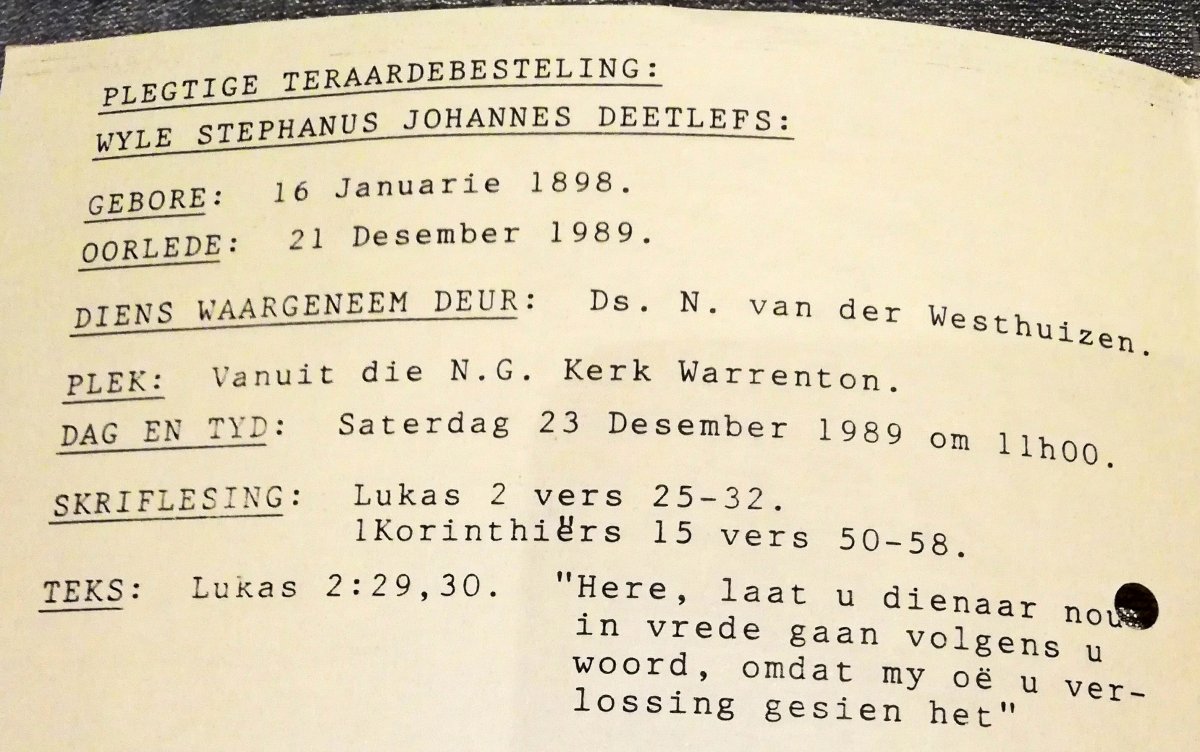 PLEGTIGE TERAARDEBESTELING:
WYLE STEPHANUS JOHANNES DEETLEFS:
GEBORE: 16 Januarie 1898.
OORLEDE: 21 Desember 1989.
DIENS WAARGENEEM DEUR: Ds. N. van der Westhuizen.
PLEK: Vanuit die N.G. Kerk Warrenton.
DAG EN TYD: Saterdag 23 Desember 1989 om 11h00.
SKRIFLESING: Lukas 2 vers 25-32.
1Korinthiërs 15 vers 50-58.
TEKS: Lukas 2:29,30. "Here, laat u dienaar nou
in vrede gaan volgens u
woord, omdat my oë u ver-
lossing gesien het"